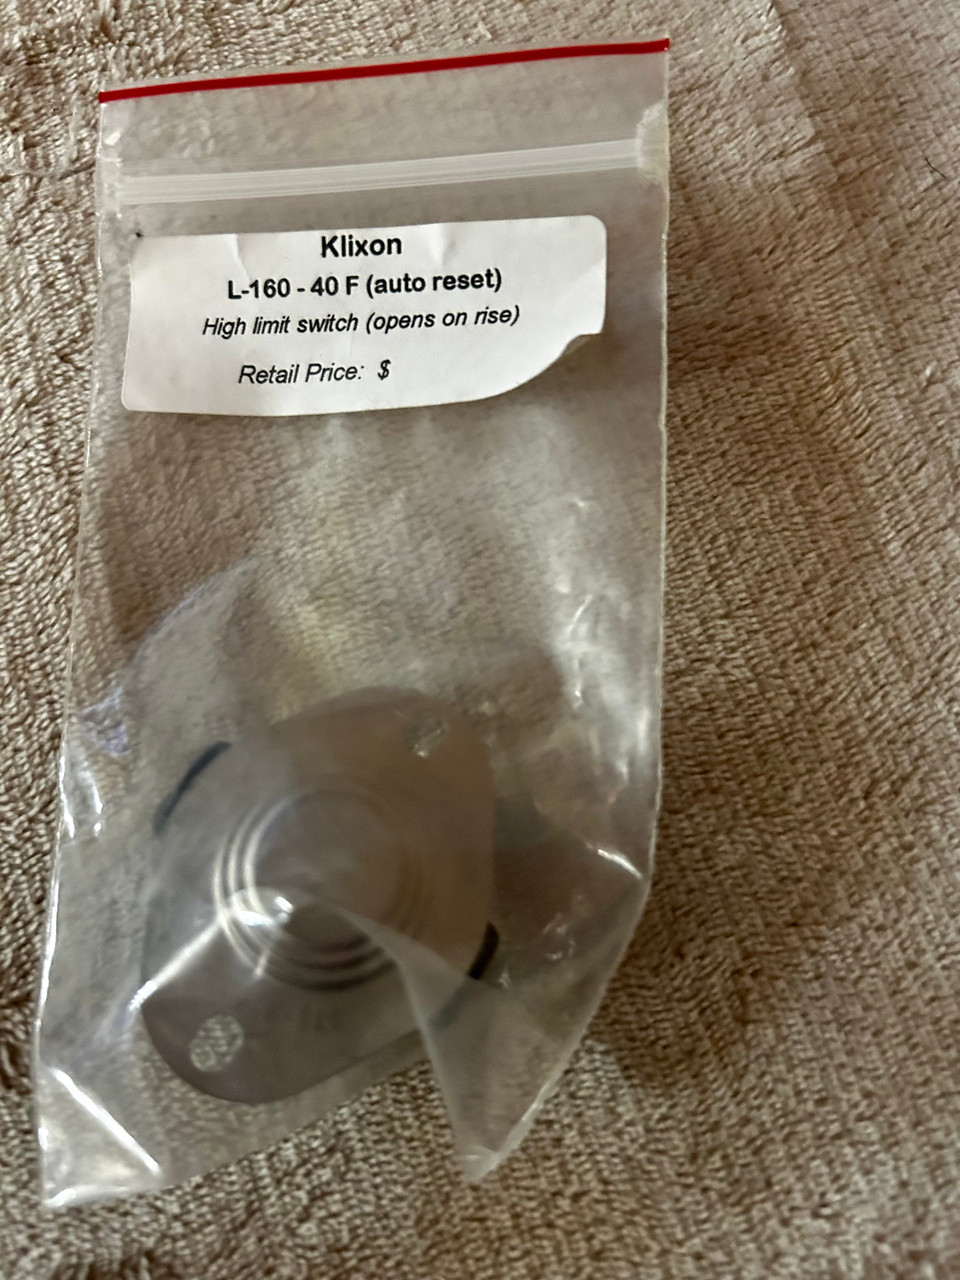 Klixon
L-160 - 40 F (auto reset)
High limit switch (opens on rise)
Retail Price: $